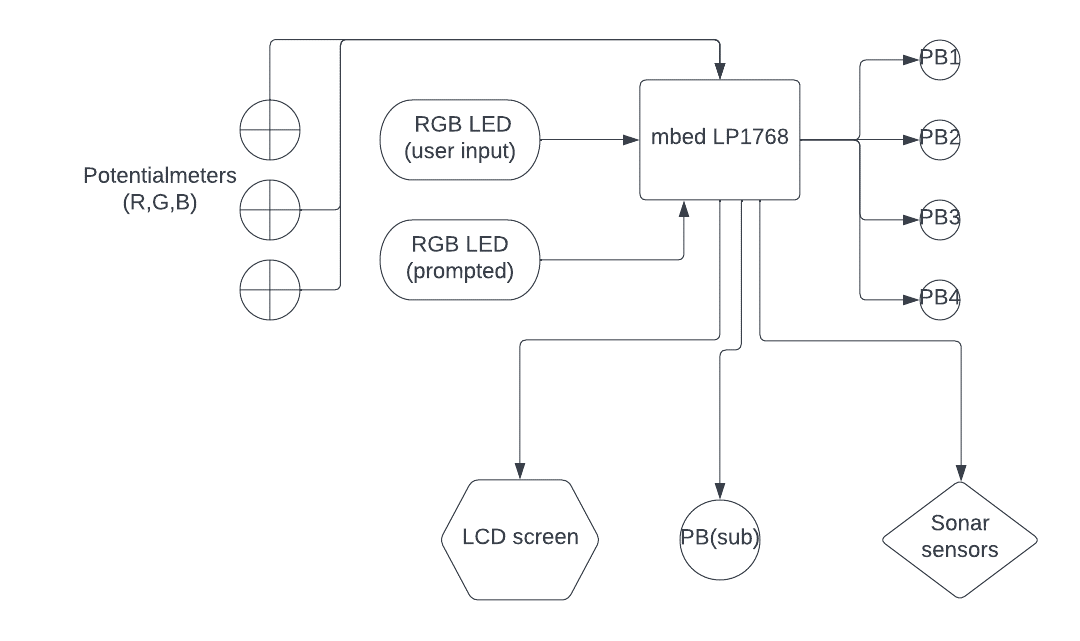 PB1
RGB LED
(user input)
mbed LP1768
PB2
Potentialmeters
(R,G,B)
PB3
RGB LED
(prompted)
PB4
LCD screen
PB(sub)
Sonar
sensors